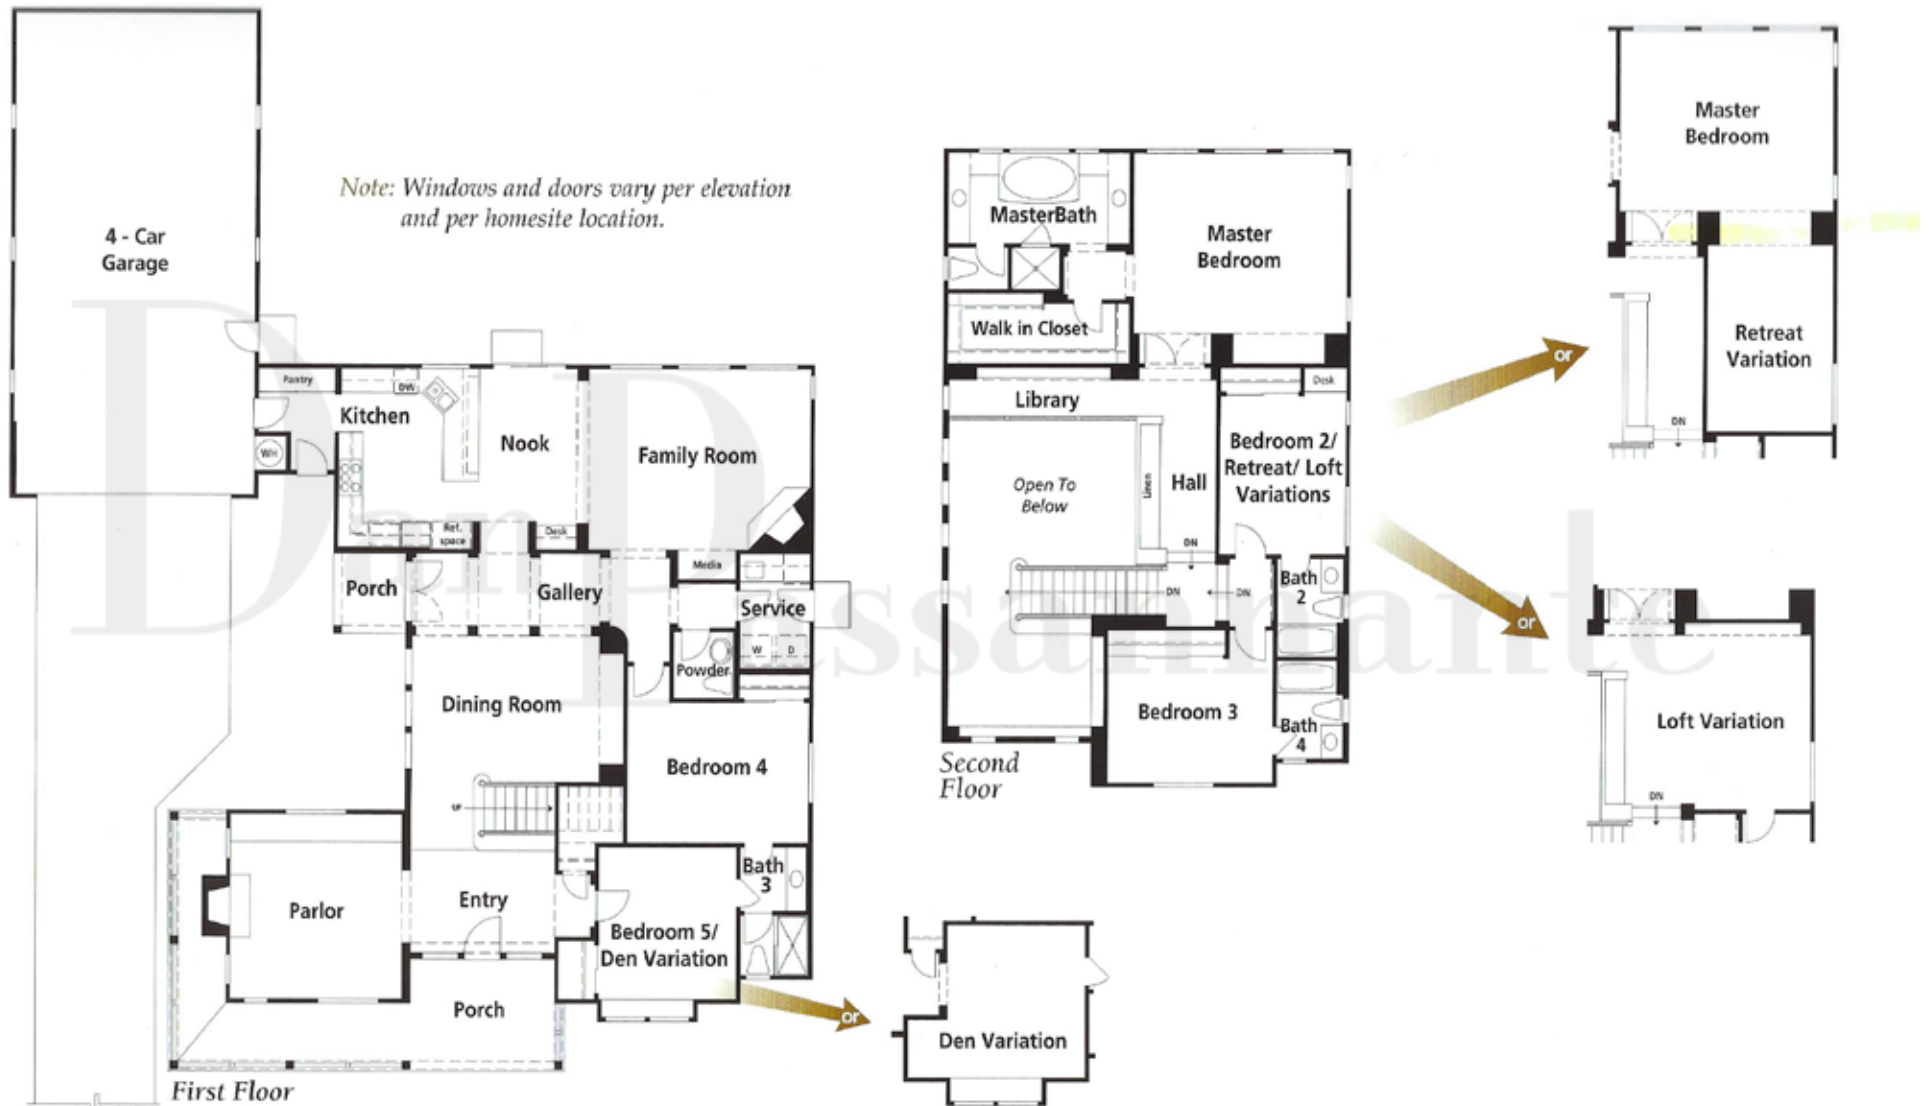 Note: Windows and doors vary per elevation
and per homesite location.
4 - Car
Garage
Pantry
DW
Kitchen
Nook
Family Room
WH
Ref.
space
Desk
Media
Porch
Gallery
Service
W
D
Powder
Dining Room
Bedroom 4
UP
Bath
3
Parlor
Entry
Bedroom 5/
Den Variation
Porch
First Floor
or
Den Variation
MasterBath
Master
Bedroom
Walk in Closet
Library
Desk
Bedroom 2/
Retreat/ Loft
Variations
Open To
Below
Linen
Hall
DN
DN
DN
Bath
2
Bedroom 3
Bath
4
Second
Floor
or
Master
Bedroom
Retreat
Variation
DN
or
Loft Variation
DN
Dan Passannante